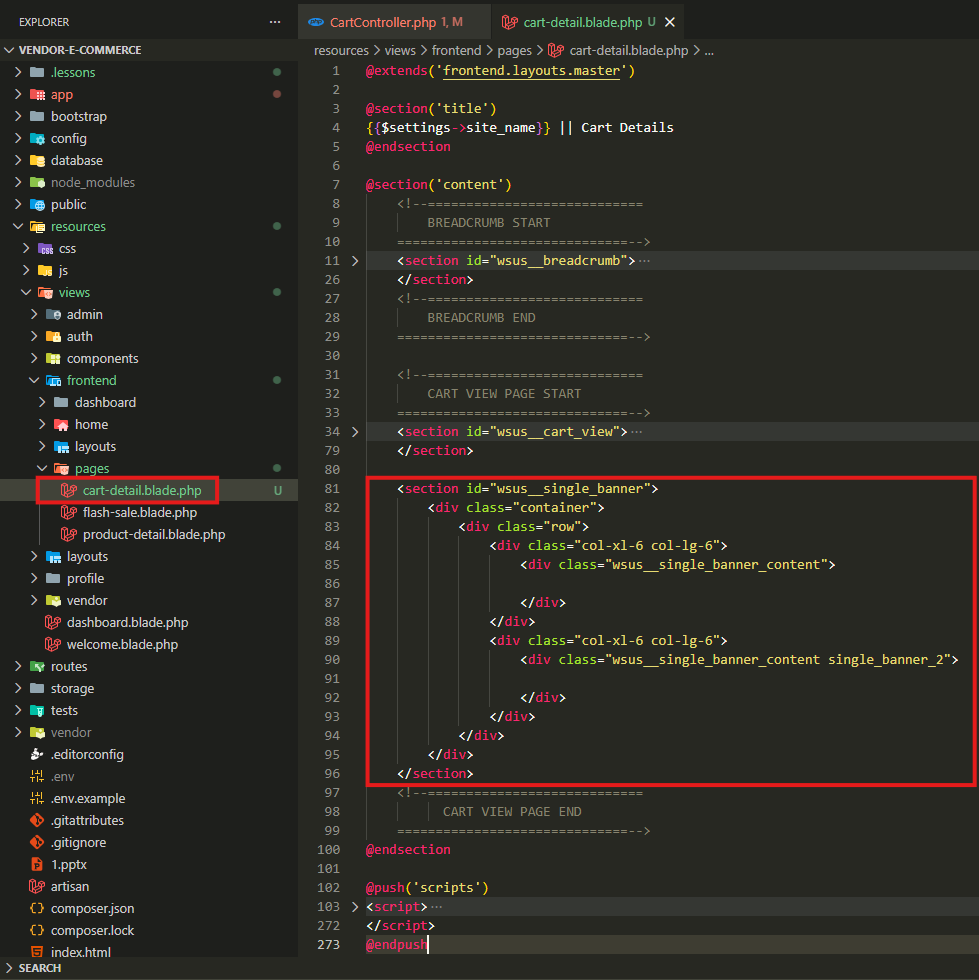 EXPLORER
VENDOR-E-COMMERCE
.lessons
app
bootstrap
config
database
node_modules
public
resources
css
js
views
admin
auth
components
frontend
dashboard
home
layouts
pages
cart-detail.blade.php U
flash-sale.blade.php
product-detail.blade.php
layouts
profile
vendor
dashboard.blade.php
welcome.blade.php
routes
storage
tests
vendor
.editorconfig
.env
.env.example
.gitattributes
.gitignore
1.pptx
artisan
composer.json
composer.lock
index.html
SEARCH
CartController.php 1, M
cart-detail.blade.php U
resources > views > frontend > pages > cart-detail.blade.php > ...
1 @extends('frontend.layouts.master')
2
3 @section('title')
4 {{$settings->site_name}} || Cart Details
5 @endsection
6
7 @section('content')
8 <!--============================
9 BREADCRUMB START
10 ==============================-->
11 <section id="wsus__breadcrumb"> ...
26 </section>
27 <!--============================
28 BREADCRUMB END
29 ==============================-->
30
31 <!--============================
32 CART VIEW PAGE START
33 ==============================-->
34 <section id="wsus__cart_view"> ...
79 </section>
80
81 <section id="wsus__single_banner">
82 <div class="container">
83 <div class="row">
84 <div class="col-xl-6 col-lg-6">
85 <div class="wsus__single_banner_content">
86
87 </div>
88 </div>
89 <div class="col-xl-6 col-lg-6">
90 <div class="wsus__single_banner_content single_banner_2">
91
92 </div>
93 </div>
94 </div>
95 </div>
96 </section>
97 <!--============================
98 CART VIEW PAGE END
99 ==============================-->
100 @endsection
101
102 @push('scripts')
103 <script> ...
272 </script>
273 @endpush